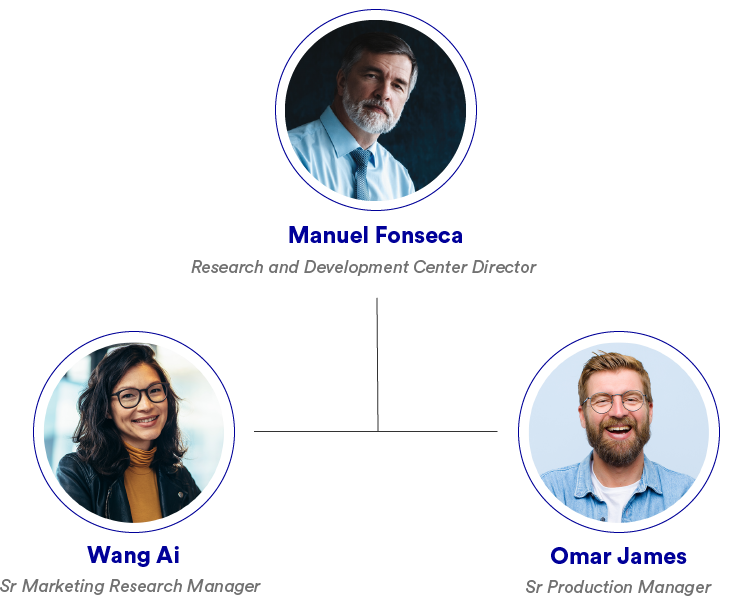 Manuel Fonseca
Research and Development Center Director
Wang Ai
Sr Marketing Research Manager
Omar James
Sr Production Manager